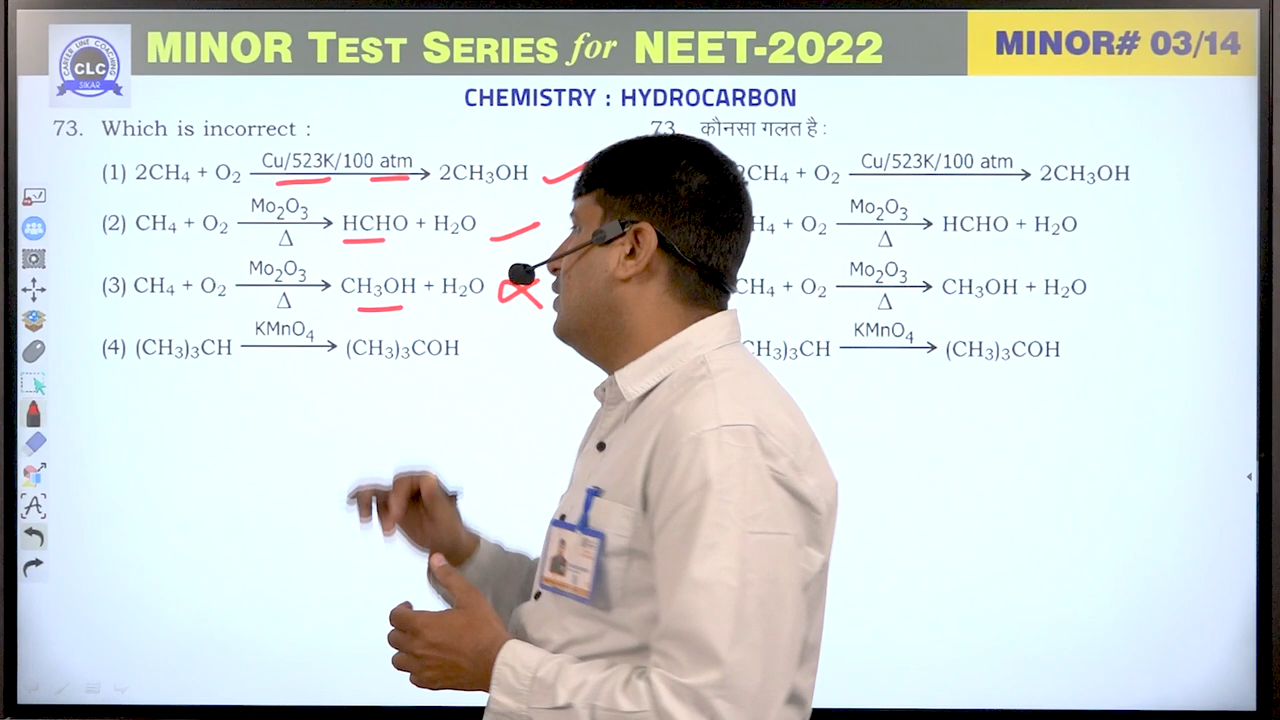 MINOR TEST SERIES for NEET-2022
MINOR# 03/14
CAREER LINE COACHING
CLC
SIKAR
CHEMISTRY : HYDROCARBON
73. Which is incorrect :
(1) 2CH₄ + O₂ Cu/523K/100 atm → 2CH₃OH
(2) CH₄ + O₂ Mo₂O₃ Δ → HCHO + H₂O
(3) CH₄ + O₂ Mo₂O₃ Δ → CH₃OH + H₂O
(4) (CH₃)₃CH KMnO₄ → (CH₃)₃COH
73. कौनसा गलत है :
2CH₄ + O₂ Cu/523K/100 atm → 2CH₃OH
H₄ + O₂ Mo₂O₃ Δ → HCHO + H₂O
CH₄ + O₂ Mo₂O₃ Δ → CH₃OH + H₂O
CH₃)₃CH KMnO₄ → (CH₃)₃COH
A